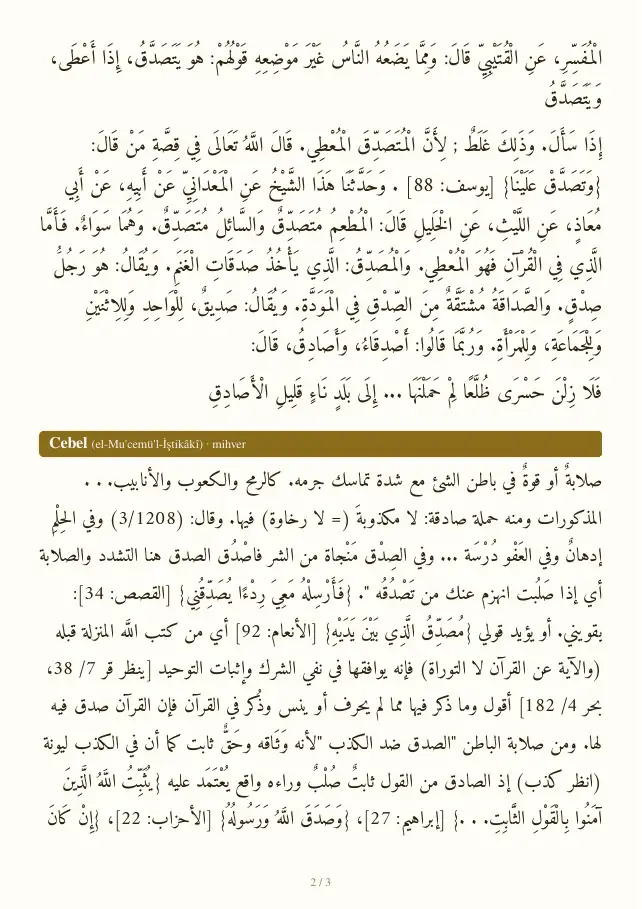 الْمُفَسِّرِ، عَنِ الْقُتَيْبِيِّ قَالَ: وَمِمَّا يَضَعُهُ النَّاسُ غَيْرَ مَوْضِعِهِ قَوْلُهُمْ: هُوَ يَتَصَدَّقُ، إِذَا أَعْطَى،
وَيَتَصَدَّقُ
إِذَا سَأَلَ. وَذَلِكَ غَلَطٌ ; لِأَنَّ الْمُتَصَدِّقَ الْمُعْطِي. قَالَ اللَّهُ تَعَالَى فِي قِصَّةِ مَنْ قَالَ:
{وَتَصَدَّقْ عَلَيْنَا} [يوسف: 88] . وَحَدَّثَنَا هَذَا الشَّيْخُ عَنِ الْمَعْدَانِيِّ عَنْ أَبِيهِ، عَنْ أَبِي
مُعَاذٍ، عَنِ اللَّيْثِ، عَنِ الْخَلِيلِ قَالَ: الْمُطْعِمُ مُتَصَدِّقٌ وَالسَّائِلُ مُتَصَدِّقٌ. وَهُمَا سَوَاءٌ. فَأَمَّا
الَّذِي فِي الْقُرْآنِ فَهُوَ الْمُعْطِي. وَالْمُصَدِّقُ: الَّذِي يَأْخُذُ صَدَقَاتِ الْغَنَمِ. وَيُقَالُ: هُوَ رَجُلُ
صِدْقٍ. وَالصَّدَاقَةُ مُشْتَقَّةٌ مِنَ الصِّدْقِ فِي الْمَوَدَّةِ. وَيُقَالُ: صَدِيقٌ، لِلْوَاحِدِ وَلِلِاثْنَيْنِ
وَلِلْجَمَاعَةِ، وَلِلْمَرْأَةِ. وَرُبَّمَا قَالُوا: أَصْدِقَاءُ، وَأَصَادِقُ، قَالَ:
فَلَا زِلْنَ حَسْرَى ظُلَّعًا لِمْ حَمَلْنَهَا ... إِلَى بَلَدٍ نَاءٍ قَلِيلِ الْأَصَادِقِ
Cebel (el-Mu'cemü'l-İştikâkî) · mihver
صلابةٌ أو قوةٌ في باطن الشئ مع شدة تماسك جرمه. كالرمح والكعوب والأنابيب. . .
المذكورات ومنه حملة صادقة: لا مكذوبةَ (= لا رخاوة) فيها. وقال: (3/1208) وفي الحِلْمِ
إدهانٌ وفي العَفْو دُرْسَة ... وفي الصِدْق مَنْجاة من الشر فاصْدُق الصدق هنا التشدد والصلابة
أي إذا صَلُبت انهزم عنك من تَصْدُقُه ". {فَأَرْسِلْهُ مَعِيَ رِدْءًا يُصَدِّقُنِي} [القصص: 34]:
يقويني. أو يؤيد قولي {مُصَدِّقُ الَّذِي بَيْنَ يَدَيْهِ} [الأنعام: 92] أي من كتب الله المنزلة قبله
(والآية عن القرآن لا التوراة) فإنه يوافقها في نفي الشرك وإثبات التوحيد [ينظر قر 7/ 38،
بحر 4/ 182] أقول وما ذكر فيها مما لم يحرف أو ينس وذُكر في القرآن فإن القرآن صدق فيه
لها. ومن صلابة الباطن "الصدق ضد الكذب "لأنه وَثَاقه وحَقٌّ ثابت كما أن في الكذب ليونة
(انظر كذب) إذ الصادق من القول ثابتٌ صُلْبٌ وراءه واقع يُعْتَمَد عليه {يُثَبِّتُ اللَّهُ الَّذِينَ
آمَنُوا بِالْقَوْلِ الثَّابِتِ. . .} [إبراهيم: 27]، {وَصَدَقَ اللَّهُ وَرَسُولُهُ} [الأحزاب: 22]، {إِنْ كَانَ
2 / 3